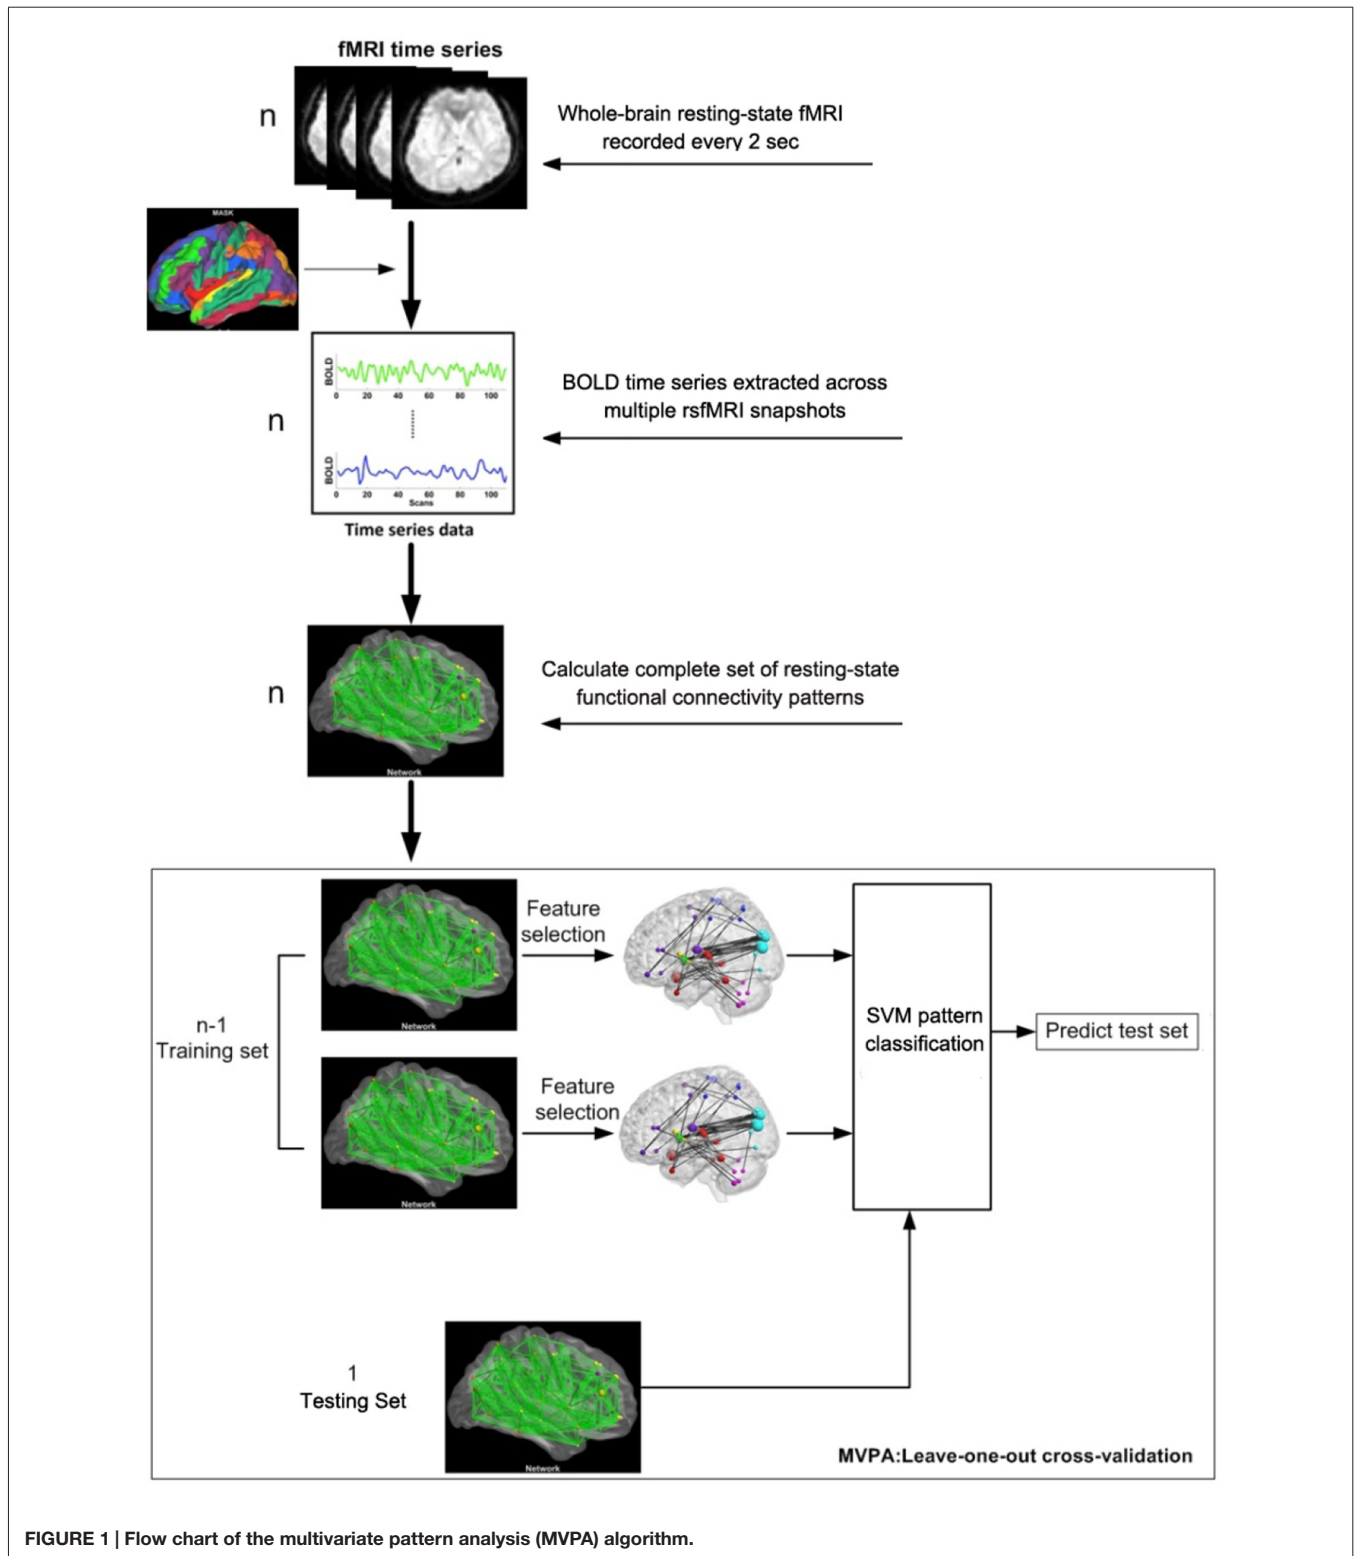 fMRI time series
n
Whole-brain resting-state fMRI
recorded every 2 sec
MASK
BOLD
0 20 40 60 80 100
n
BOLD time series extracted across
multiple rsfMRI snapshots
BOLD
0 20 40 60 80 100
Scans
Time series data
n
Calculate complete set of resting-state
functional connectivity patterns
Network
Feature
selection
Network
n-1
Training set
SVM pattern
classification
Predict test set
Feature
selection
Network
1
Testing Set
Network
MVPA:Leave-one-out cross-validation
FIGURE 1 | Flow chart of the multivariate pattern analysis (MVPA) algorithm.